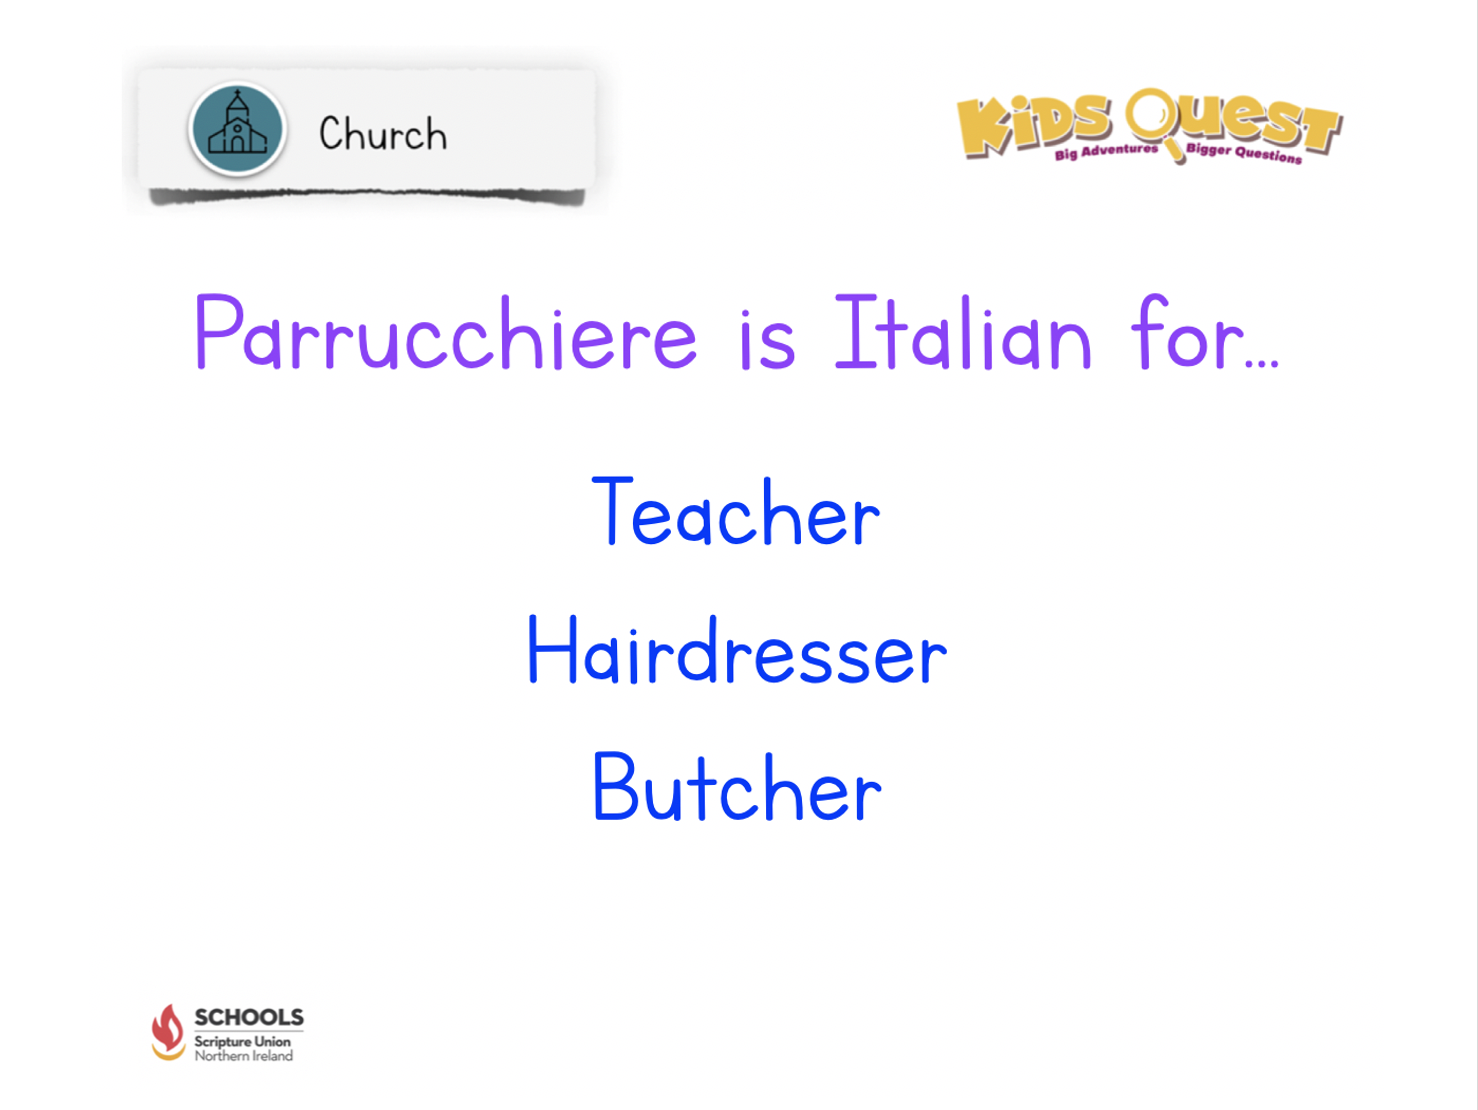 Church
KiDS QUEST
Big Adventures Bigger Questions
Parrucchiere is Italian for...
Teacher
Hairdresser
Butcher
SCHOOLS
Scripture Union
Northern Ireland